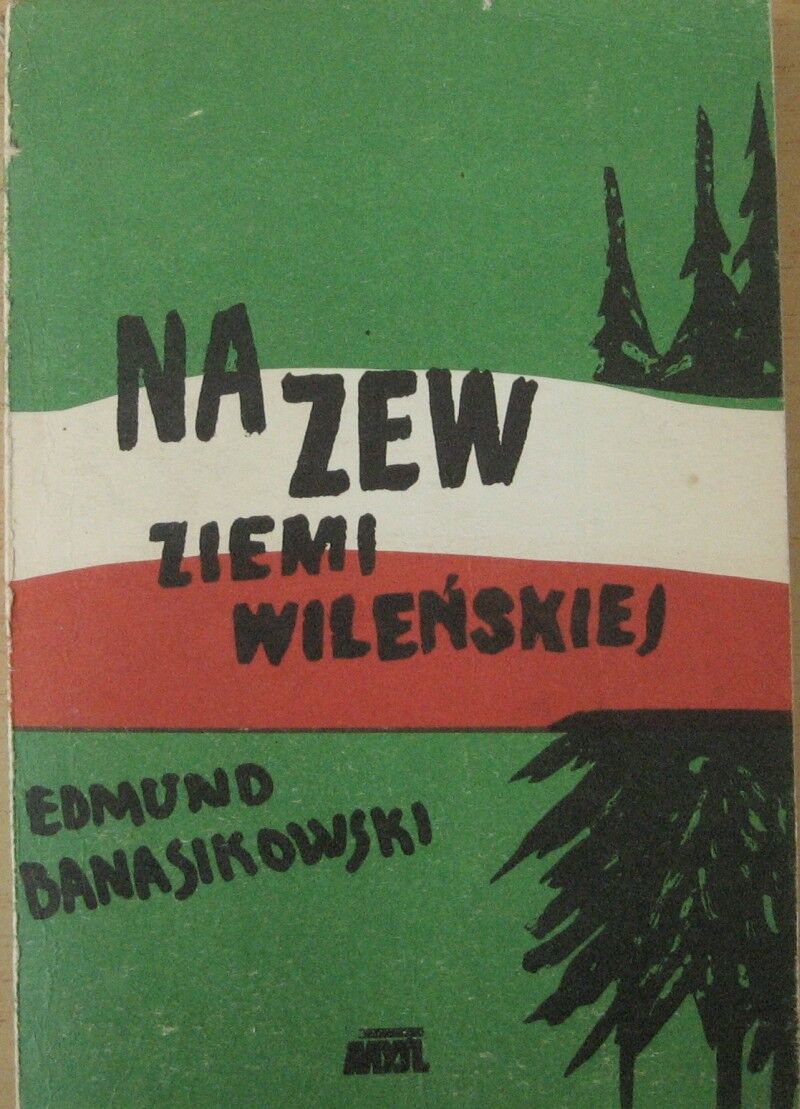 NA ZEW
ZIEMI
WILEŃSKIEJ
EDMUND
BANASIKOWSKI